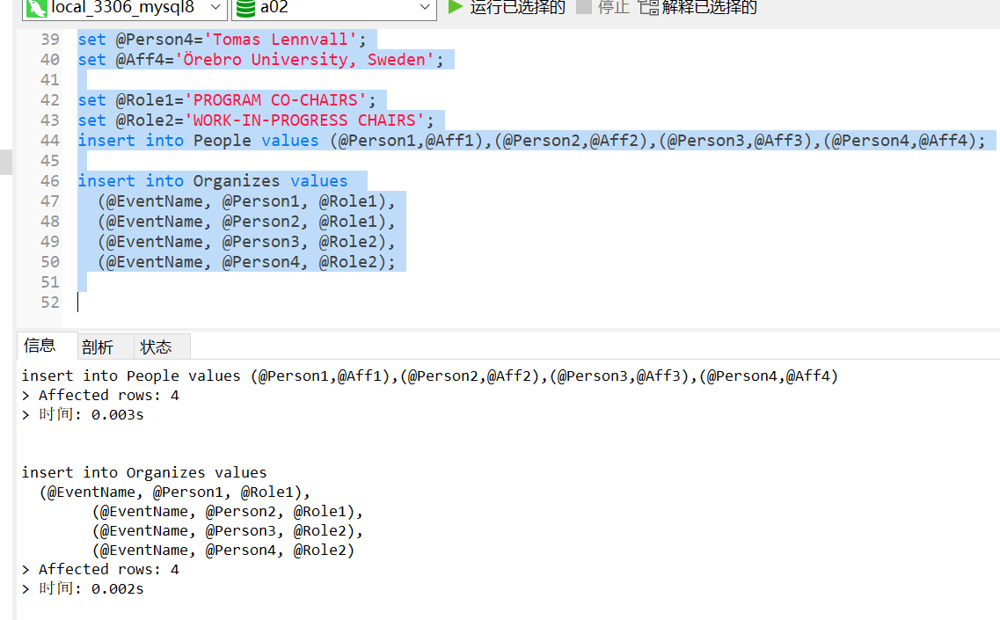 local_3306_mysql8 a02 运行已选择的 停止 解释已选择的
39 set @Person4='Tomas Lennvall';
40 set @Aff4='Örebro University, Sweden';
41
42 set @Role1='PROGRAM CO-CHAIRS';
43 set @Role2='WORK-IN-PROGRESS CHAIRS';
44 insert into People values (@Person1,@Aff1),(@Person2,@Aff2),(@Person3,@Aff3),(@Person4,@Aff4);
45
46 insert into Organizes values
47 (@EventName, @Person1, @Role1),
48 (@EventName, @Person2, @Role1),
49 (@EventName, @Person3, @Role2),
50 (@EventName, @Person4, @Role2);
51
52
信息 剖析 状态
insert into People values (@Person1,@Aff1),(@Person2,@Aff2),(@Person3,@Aff3),(@Person4,@Aff4)
> Affected rows: 4
> 时间: 0.003s
insert into Organizes values
(@EventName, @Person1, @Role1),
(@EventName, @Person2, @Role1),
(@EventName, @Person3, @Role2),
(@EventName, @Person4, @Role2)
> Affected rows: 4
> 时间: 0.002s